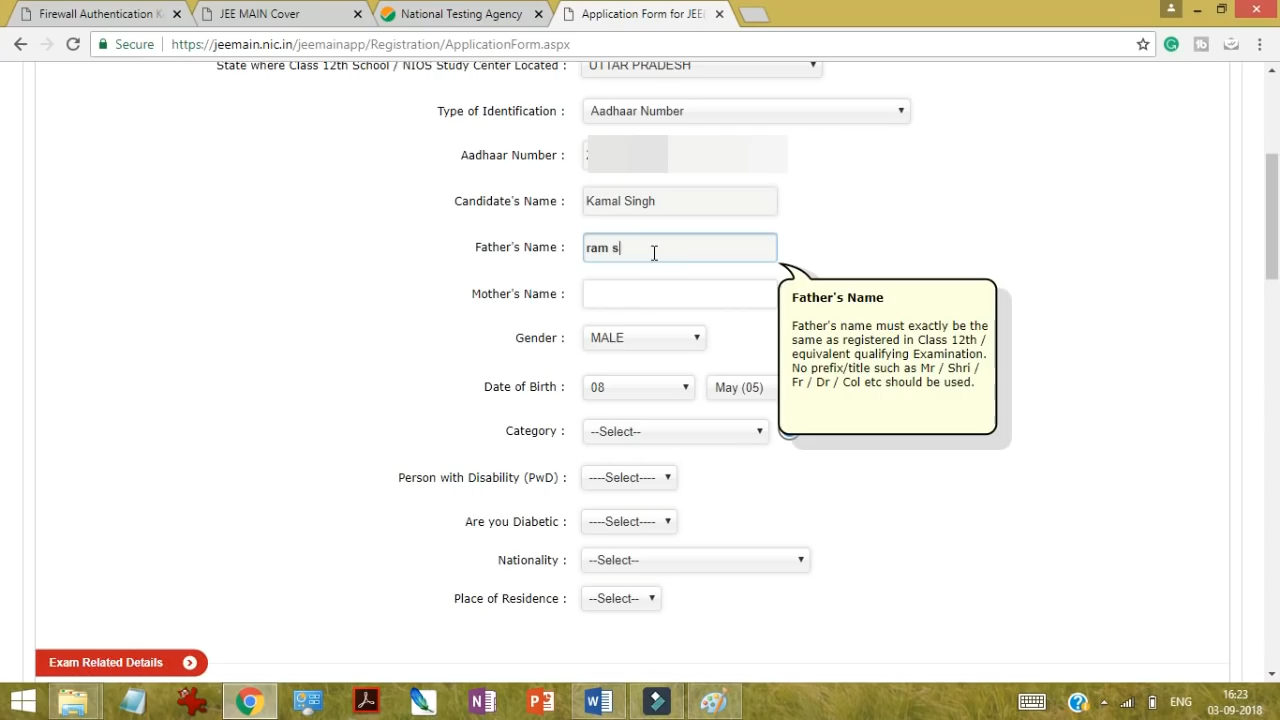 Firewall Authentication K
JEE MAIN Cover
National Testing Agency
Application Form for JEE
Secure
https://jeemain.nic.in/jeemainapp/Registration/ApplicationForm.aspx
State where Class 12th School / NIOS Study Center Located : UTTAR PRADESH
Type of Identification : Aadhaar Number
Aadhaar Number :
Candidate's Name : Kamal Singh
Father's Name : ram s
Mother's Name :
Father's Name
Father's name must exactly be the
same as registered in Class 12th /
equivalent qualifying Examination.
No prefix/title such as Mr / Shri /
Fr / Dr / Col etc should be used.
Gender : MALE
Date of Birth : 08 May (05)
Category : --Select--
Person with Disability (PwD) : ----Select----
Are you Diabetic : ----Select----
Nationality : --Select--
Place of Residence : --Select--
Exam Related Details
ENG
16:23
03-09-2018